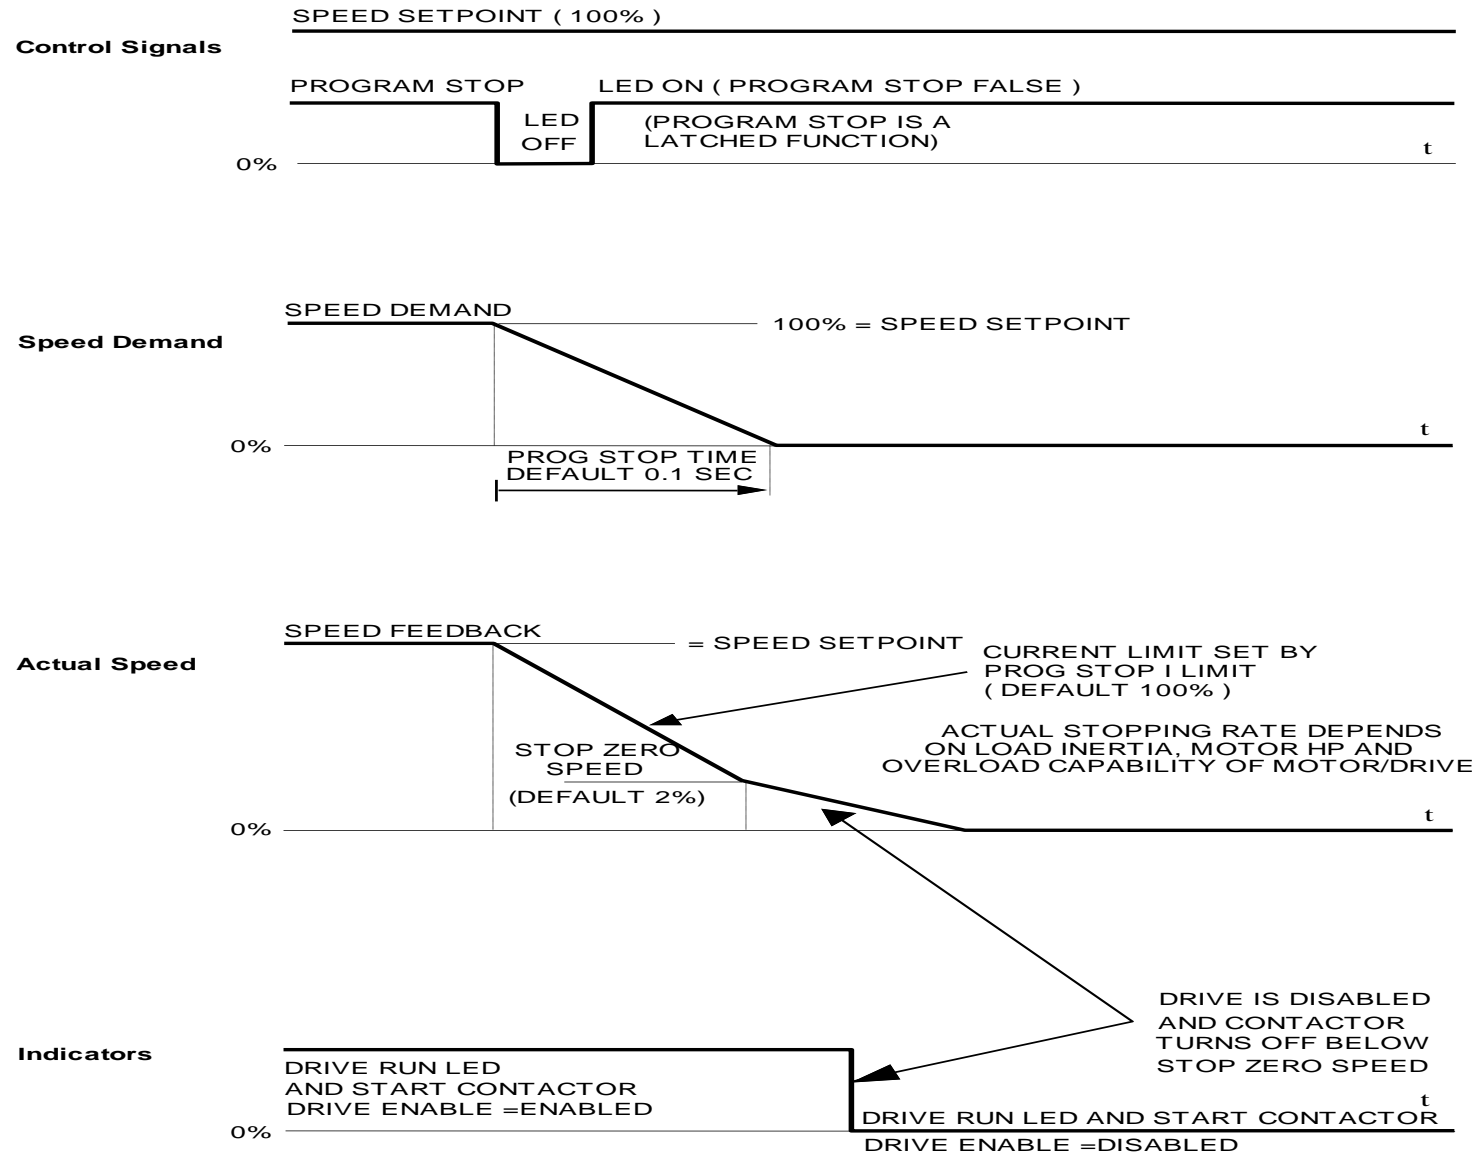 SPEED SETPOINT ( 100% )
Control Signals
PROGRAM STOP
LED ON ( PROGRAM STOP FALSE )
LED
OFF
(PROGRAM STOP IS A
LATCHED FUNCTION)
t
0%
SPEED DEMAND
100% = SPEED SETPOINT
Speed Demand
t
0%
PROG STOP TIME
DEFAULT 0.1 SEC
SPEED FEEDBACK
= SPEED SETPOINT
Actual Speed
CURRENT LIMIT SET BY
PROG STOP I LIMIT
( DEFAULT 100% )
STOP ZERO
SPEED
(DEFAULT 2%)
ACTUAL STOPPING RATE DEPENDS
ON LOAD INERTIA, MOTOR HP AND
OVERLOAD CAPABILITY OF MOTOR/DRIVE
t
0%
DRIVE IS DISABLED
AND CONTACTOR
TURNS OFF BELOW
STOP ZERO SPEED
Indicators
DRIVE RUN LED
AND START CONTACTOR
DRIVE ENABLE =ENABLED
t
0%
DRIVE RUN LED AND START CONTACTOR
DRIVE ENABLE =DISABLED